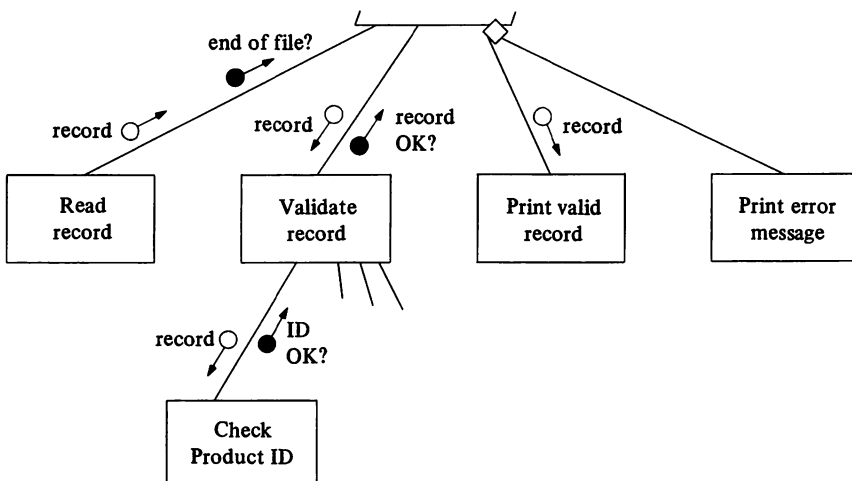 end of file?
record
record
record
OK?
record
Read
record
Validate
record
Print valid
record
Print error
message
record
ID
OK?
Check
Product ID